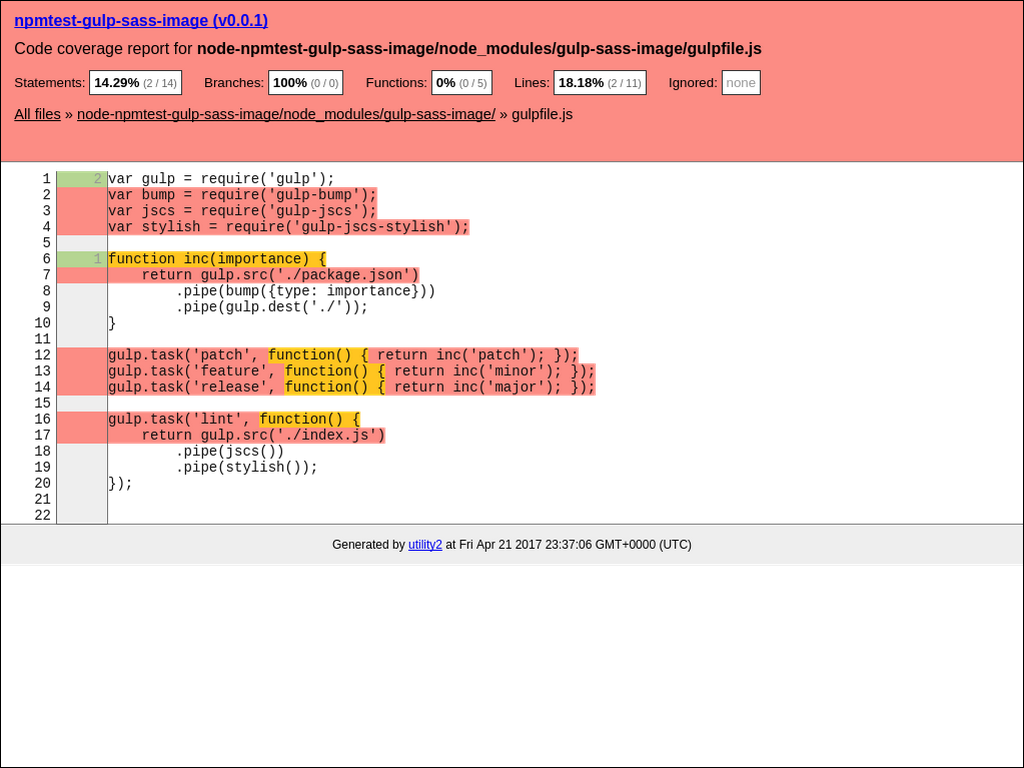 npmtest-gulp-sass-image (v0.0.1)
Code coverage report for node-npmtest-gulp-sass-image/node_modules/gulp-sass-image/gulpfile.js
Statements: 14.29% (2 / 14) Branches: 100% (0 / 0) Functions: 0% (0 / 5) Lines: 18.18% (2 / 11) Ignored: none
All files » node-npmtest-gulp-sass-image/node_modules/gulp-sass-image/ » gulpfile.js
1 2 var gulp = require('gulp');
2 var bump = require('gulp-bump');
3 var jscs = require('gulp-jscs');
4 var stylish = require('gulp-jscs-stylish');
5
6 1 function inc(importance) {
7     return gulp.src('./package.json')
8         .pipe(bump({type: importance}))
9         .pipe(gulp.dest('./'));
10 }
11
12 gulp.task('patch', function() { return inc('patch'); });
13 gulp.task('feature', function() { return inc('minor'); });
14 gulp.task('release', function() { return inc('major'); });
15
16 gulp.task('lint', function() {
17     return gulp.src('./index.js')
18         .pipe(jscs())
19         .pipe(stylish());
20 });
21
22
Generated by utility2 at Fri Apr 21 2017 23:37:06 GMT+0000 (UTC)